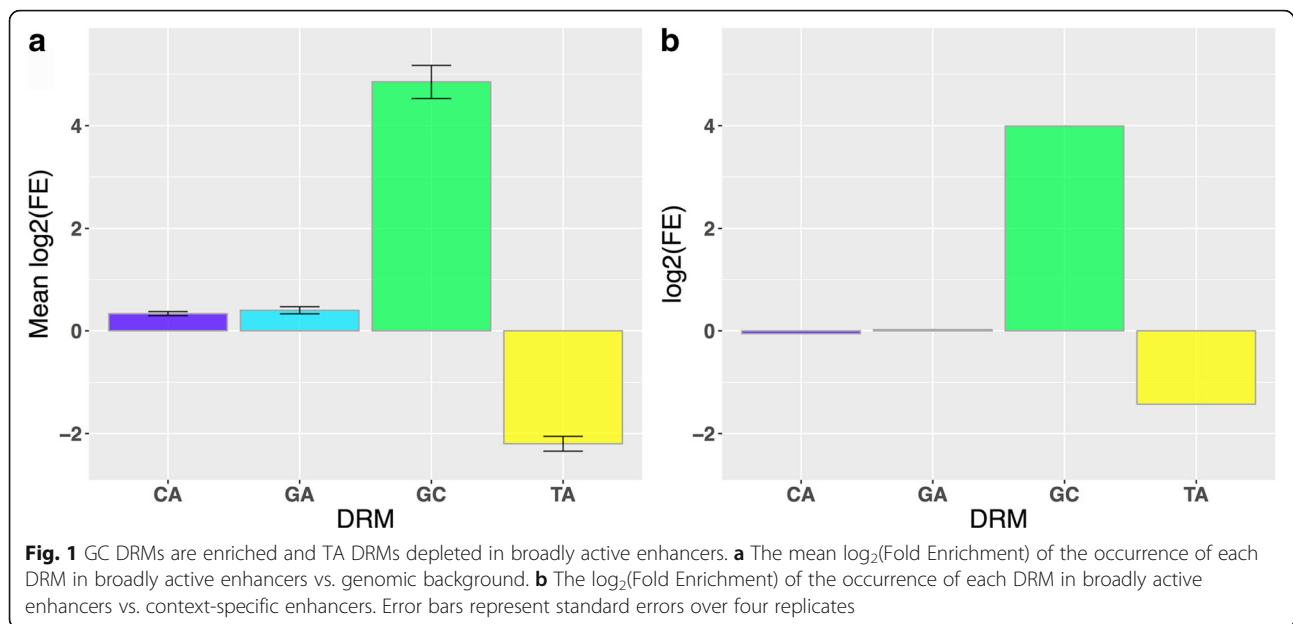 a
b
Mean log2(FE)
4
2
0
−2
CA GA GC TA
DRM
log2(FE)
4
2
0
−2
CA GA GC TA
DRM
Fig. 1 GC DRMs are enriched and TA DRMs depleted in broadly active enhancers. a The mean log₂(Fold Enrichment) of the occurrence of each
DRM in broadly active enhancers vs. genomic background. b The log₂(Fold Enrichment) of the occurrence of each DRM in broadly active
enhancers vs. context-specific enhancers. Error bars represent standard errors over four replicates